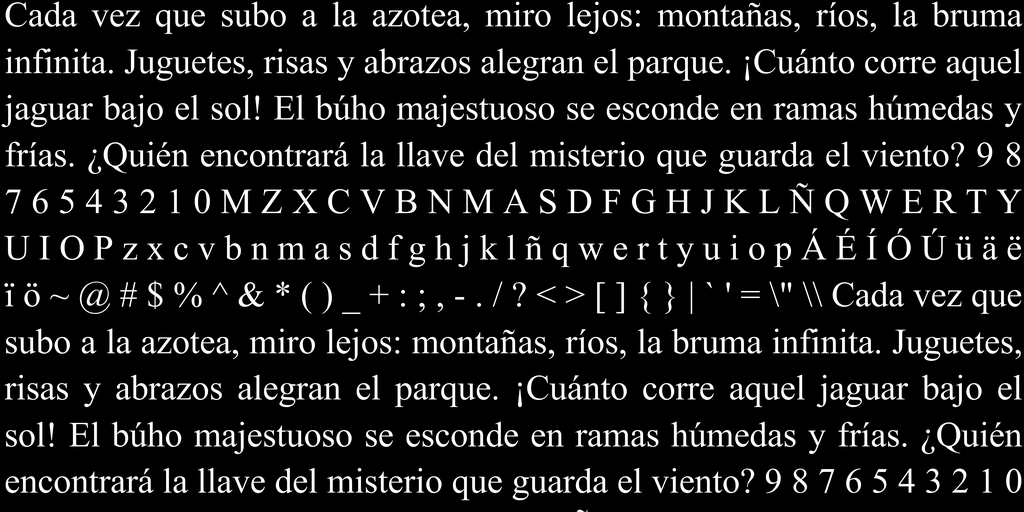 Cada vez que subo a la azotea, miro lejos: montañas, ríos, la bruma
infinita. Juguetes, risas y abrazos alegran el parque. ¡Cuánto corre aquel
jaguar bajo el sol! El búho majestuoso se esconde en ramas húmedas y
frías. ¿Quién encontrará la llave del misterio que guarda el viento? 9 8
7 6 5 4 3 2 1 0 M Z X C V B N M A S D F G H J K L Ñ Q W E R T Y
U I O P z x c v b n m a s d f g h j k l ñ q w e r t y u i o p Á É Í Ó Ú ü ä ë
ï ö ~ @ # $ % ^ & * ( ) _ + : ; , - . / ? < > [ ] { } | ` ' = \" \\ Cada vez que
subo a la azotea, miro lejos: montañas, ríos, la bruma infinita. Juguetes,
risas y abrazos alegran el parque. ¡Cuánto corre aquel jaguar bajo el
sol! El búho majestuoso se esconde en ramas húmedas y frías. ¿Quién
encontrará la llave del misterio que guarda el viento? 9 8 7 6 5 4 3 2 1 0